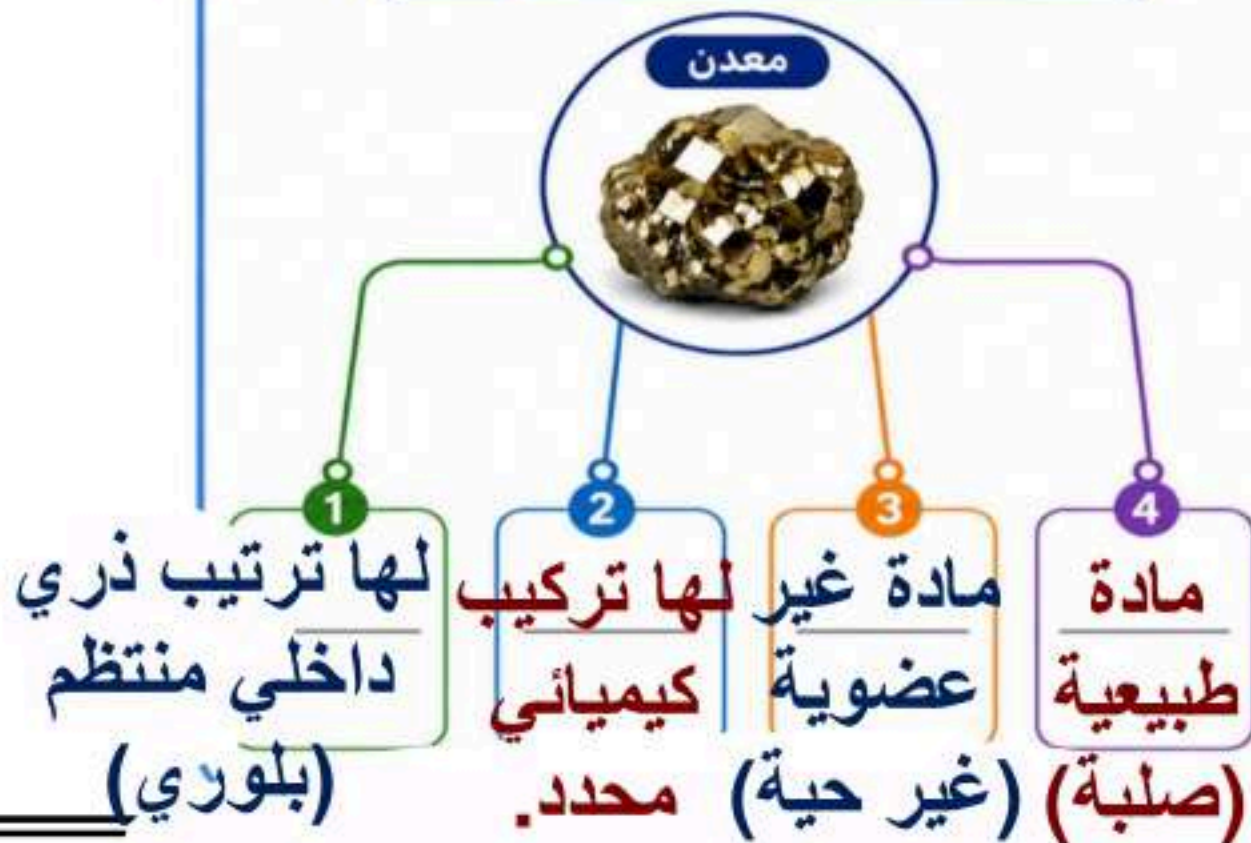 معدن
1
لها ترتيب ذري
داخلي منتظم
(بلوري)
2
لها تركيب
كيميائي
محدد.
3
مادة غير
عضوية
(غير حية)
4
مادة
طبيعية
(صلبة)